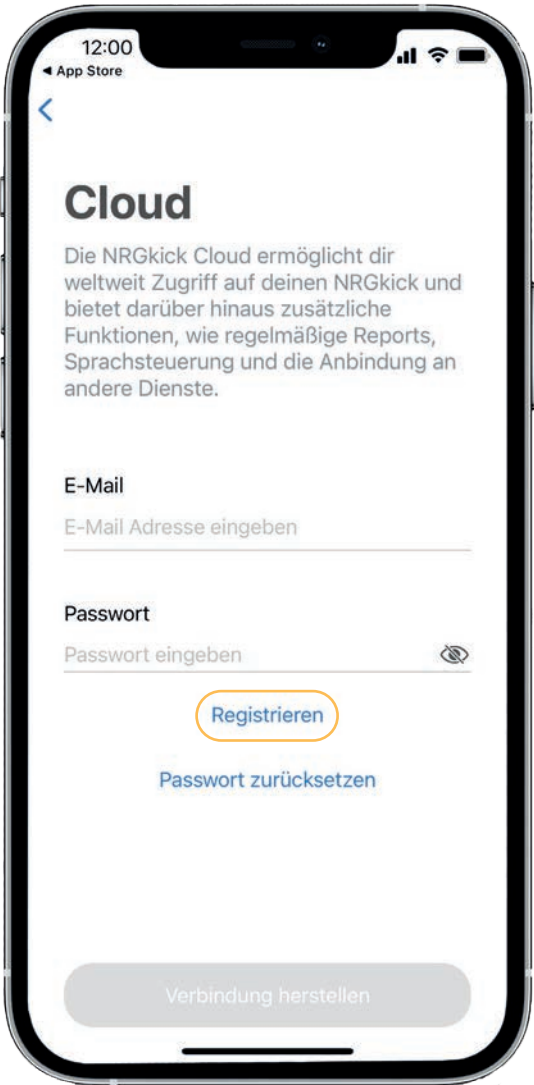 12:00
◀ App Store
Cloud
Die NRGkick Cloud ermöglicht dir
weltweit Zugriff auf deinen NRGkick und
bietet darüber hinaus zusätzliche
Funktionen, wie regelmäßige Reports,
Sprachsteuerung und die Anbindung an
andere Dienste.
E-Mail
E-Mail Adresse eingeben
Passwort
Passwort eingeben
Registrieren
Passwort zurücksetzen
Verbindung herstellen